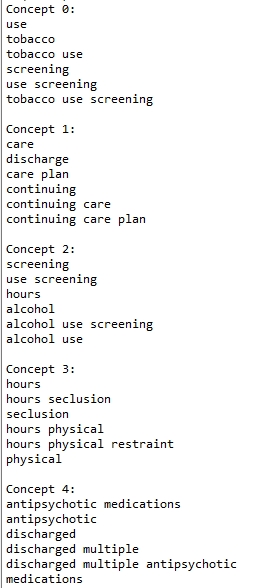 Concept 0:
use
tobacco
tobacco use
screening
use screening
tobacco use screening
Concept 1:
care
discharge
care plan
continuing
continuing care
continuing care plan
Concept 2:
screening
use screening
hours
alcohol
alcohol use screening
alcohol use
Concept 3:
hours
hours seclusion
seclusion
hours physical
hours physical restraint
physical
Concept 4:
antipsychotic medications
antipsychotic
discharged
discharged multiple
discharged multiple antipsychotic
medications